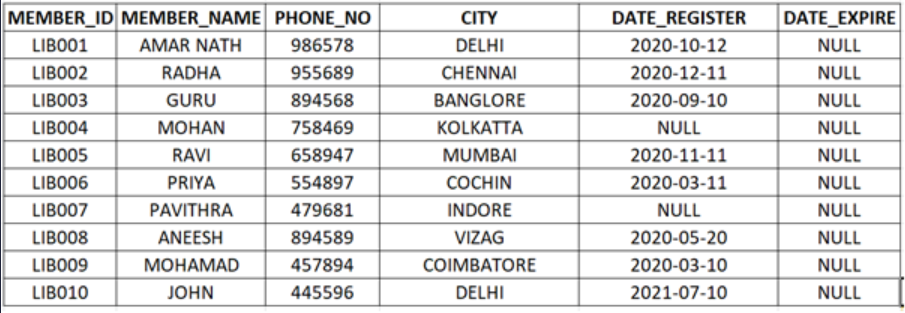 MEMBER_ID MEMBER_NAME PHONE_NO CITY DATE_REGISTER DATE_EXPIRE
LIB001 AMAR NATH 986578 DELHI 2020-10-12 NULL
LIB002 RADHA 955689 CHENNAI 2020-12-11 NULL
LIB003 GURU 894568 BANGLORE 2020-09-10 NULL
LIB004 MOHAN 758469 KOLKATTA NULL NULL
LIB005 RAVI 658947 MUMBAI 2020-11-11 NULL
LIB006 PRIYA 554897 COCHIN 2020-03-11 NULL
LIB007 PAVITHRA 479681 INDORE NULL NULL
LIB008 ANEESH 894589 VIZAG 2020-05-20 NULL
LIB009 MOHAMAD 457894 COIMBATORE 2020-03-10 NULL
LIB010 JOHN 445596 DELHI 2021-07-10 NULL